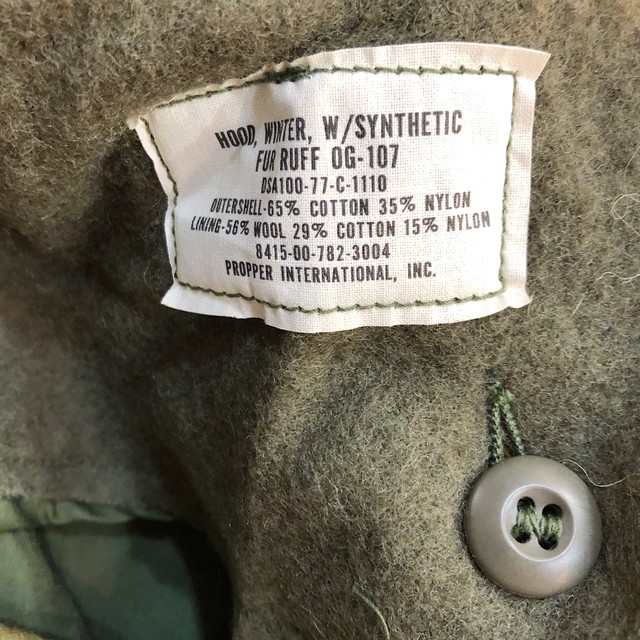 HOOD, WINTER, W/SYNTHETIC
FUR RUFF OG-107
DSA100-77-C-1110
OUTERSHELL-65% COTTON 35% NYLON
LINING-56% WOOL 29% COTTON 15% NYLON
8415-00-782-3004
PROPPER INTERNATIONAL, INC.